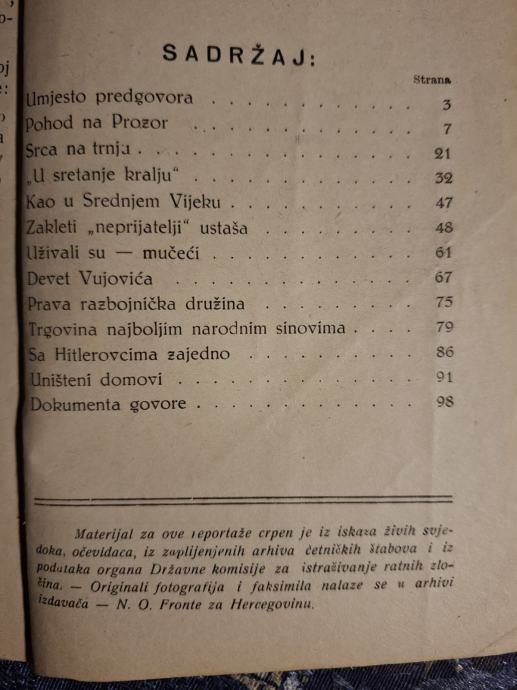 SADRŽAJ:
Strana
Umjesto predgovora . . . . . . . . . . 3
Pohod na Prozor . . . . . . . . . . . 7
Srca na trnju . . . . . . . . . . . . 21
„U sretanje kralju“ . . . . . . . . . . 32
Kao u Srednjem Vijeku . . . . . . . . . 47
Zakleti „neprijatelji“ ustaša . . . . . . . . 48
Uživali su — mučeći . . . . . . . . . . 61
Devet Vujovića . . . . . . . . . . . 67
Prava razbojnička družina . . . . . . . . 75
Trgovina najboljim narodnim sinovima . . . . 79
Sa Hitlerovcima zajedno . . . . . . . . . 86
Uništeni domovi . . . . . . . . . . . 91
Dokumenta govore . . . . . . . . . . . 98
Materijal za ove reportaže crpen je iz iskaza živih svje-
doka, očevidaca, iz zaplijenjenih arhiva četničkih štabova i iz
podataka organa Državne komisije za istraživanje ratnih zlo-
čina. — Originali fotografija i faksimila nalaze se u arhivi
izdavača — N. O. Fronte za Hercegovinu.